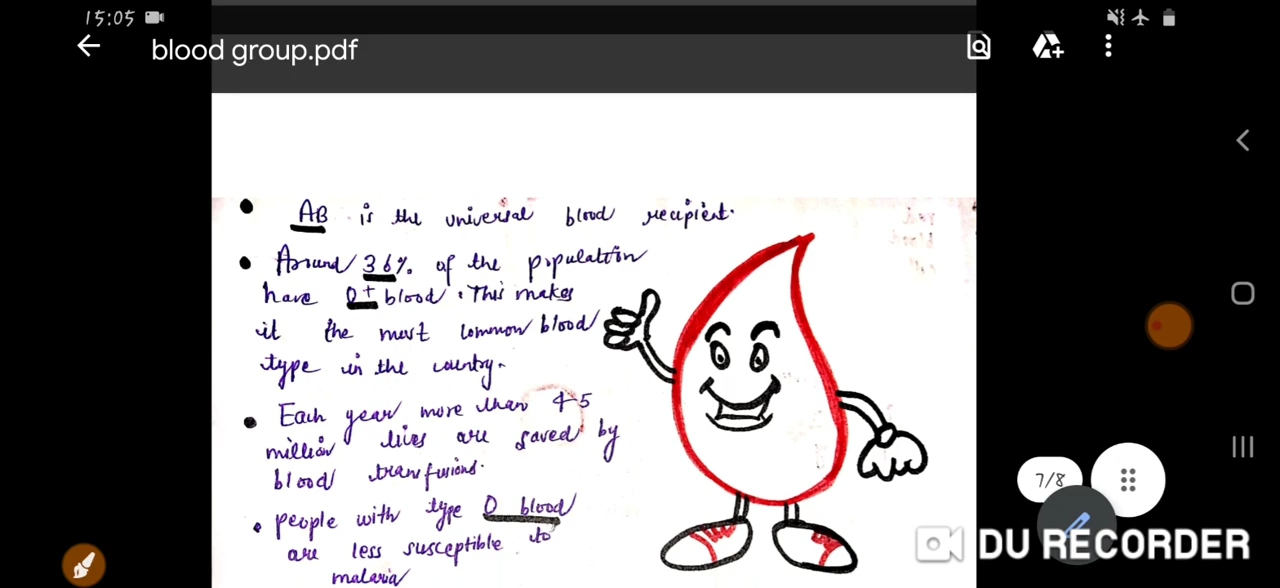 15:05
blood group.pdf
AB is the universal blood recipient.
Around 36% of the population
have O+ blood. This makes
it the most common blood
type in the country.
Each year more than 45
million lives are saved by
blood transfusions.
people with type O blood
are less susceptible to
malaria
7/8
DU RECORDER